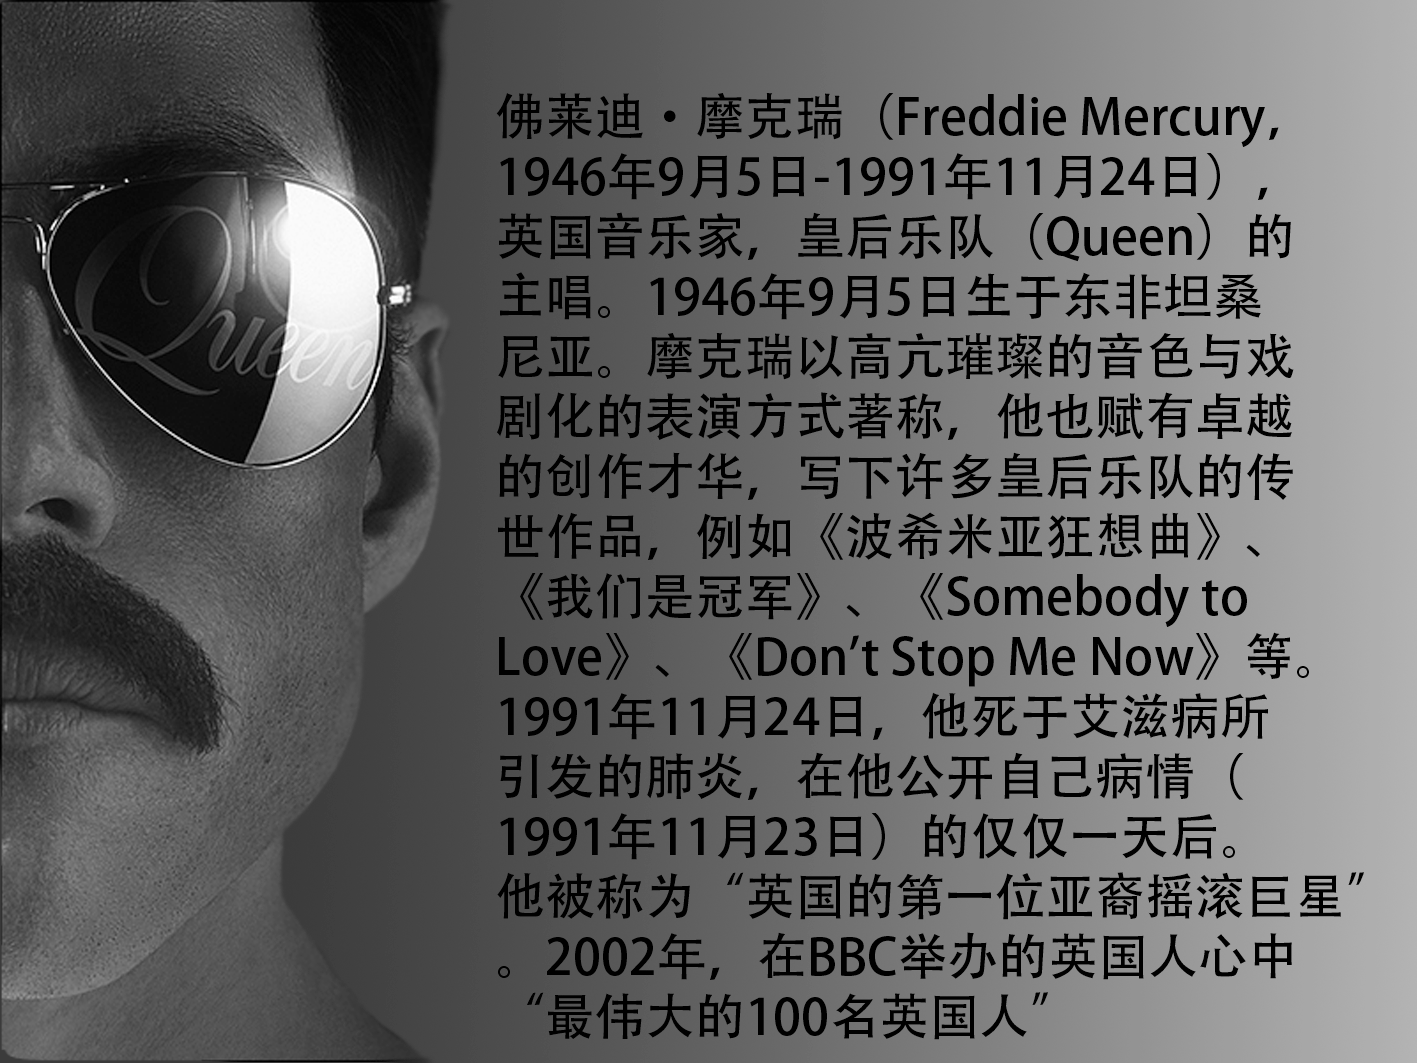 Queen
佛莱迪·摩克瑞（Freddie Mercury，
1946年9月5日-1991年11月24日），
英国音乐家，皇后乐队（Queen）的
主唱。1946年9月5日生于东非坦桑
尼亚。摩克瑞以高亢璀璨的音色与戏
剧化的表演方式著称，他也赋有卓越
的创作才华，写下许多皇后乐队的传
世作品，例如《波希米亚狂想曲》、
《我们是冠军》、《Somebody to
Love》、《Don’t Stop Me Now》等。
1991年11月24日，他死于艾滋病所
引发的肺炎，在他公开自己病情（
1991年11月23日）的仅仅一天后。
他被称为“英国的第一位亚裔摇滚巨星”
。2002年，在BBC举办的英国人心中
“最伟大的100名英国人”